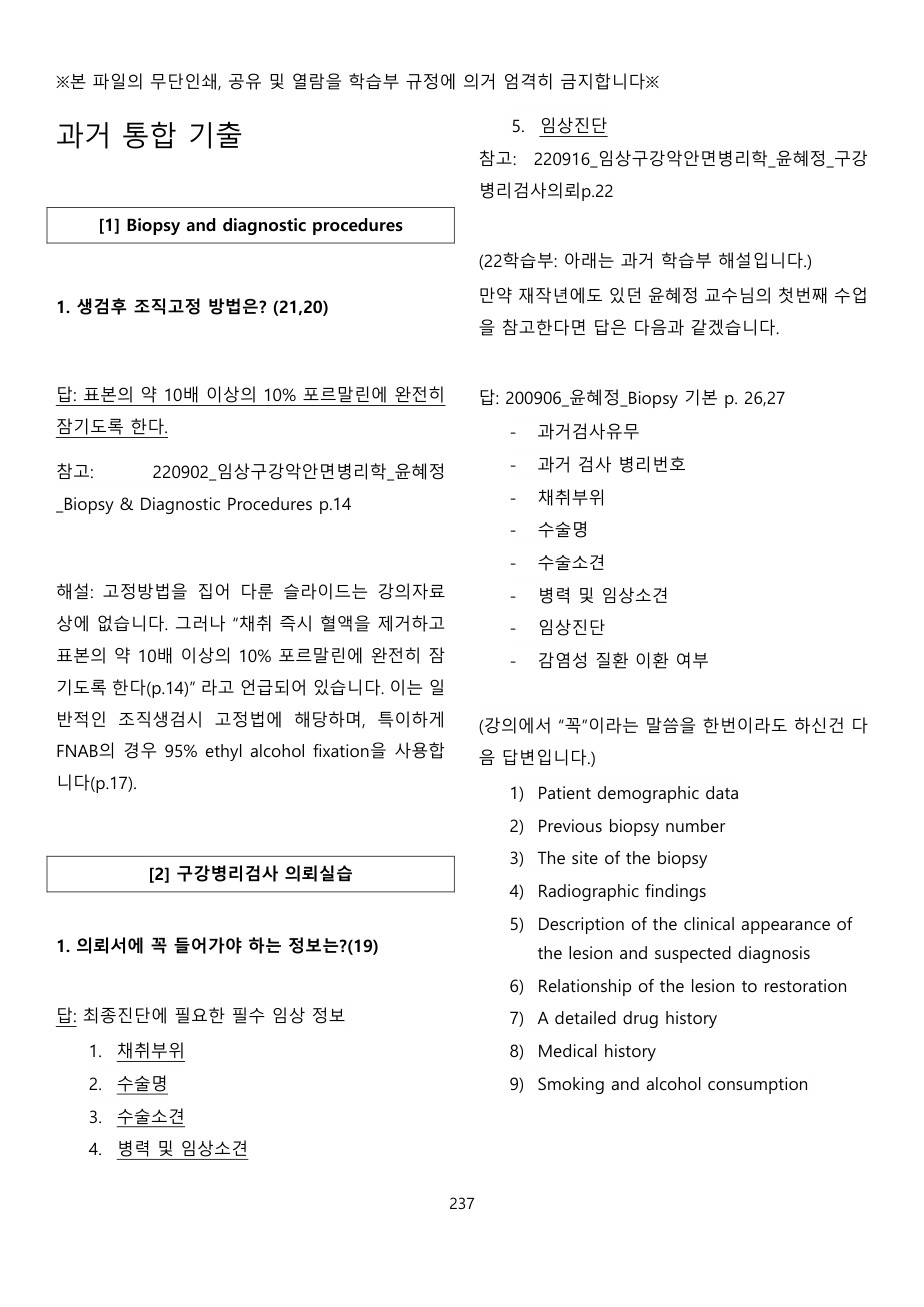 ※본 파일의 무단인쇄, 공유 및 열람을 학습부 규정에 의거 엄격히 금지합니다※
과거 통합 기출
[1] Biopsy and diagnostic procedures
1. 생검후 조직고정 방법은? (21,20)
답: 표본의 약 10배 이상의 10% 포르말린에 완전히
잠기도록 한다.
참고: 220902_임상구강악안면병리학_윤혜정
_Biopsy & Diagnostic Procedures p.14
해설: 고정방법을 집어 다룬 슬라이드는 강의자료
상에 없습니다. 그러나 “채취 즉시 혈액을 제거하고
표본의 약 10배 이상의 10% 포르말린에 완전히 잠
기도록 한다(p.14)” 라고 언급되어 있습니다. 이는 일
반적인 조직생검시 고정법에 해당하며, 특이하게
FNAB의 경우 95% ethyl alcohol fixation을 사용합
니다(p.17).
[2] 구강병리검사 의뢰실습
1. 의뢰서에 꼭 들어가야 하는 정보는?(19)
답: 최종진단에 필요한 필수 임상 정보
1. 채취부위
2. 수술명
3. 수술소견
4. 병력 및 임상소견
5. 임상진단
참고: 220916_임상구강악안면병리학_윤혜정_구강
병리검사의뢰p.22
(22학습부: 아래는 과거 학습부 해설입니다.)
만약 재작년에도 있던 윤혜정 교수님의 첫번째 수업
을 참고한다면 답은 다음과 같겠습니다.
답: 200906_윤혜정_Biopsy 기본 p. 26,27
- 과거검사유무
- 과거 검사 병리번호
- 채취부위
- 수술명
- 수술소견
- 병력 및 임상소견
- 임상진단
- 감염성 질환 이환 여부
(강의에서 “꼭”이라는 말씀을 한번이라도 하신건 다
음 답변입니다.)
1) Patient demographic data
2) Previous biopsy number
3) The site of the biopsy
4) Radiographic findings
5) Description of the clinical appearance of
the lesion and suspected diagnosis
6) Relationship of the lesion to restoration
7) A detailed drug history
8) Medical history
9) Smoking and alcohol consumption
237